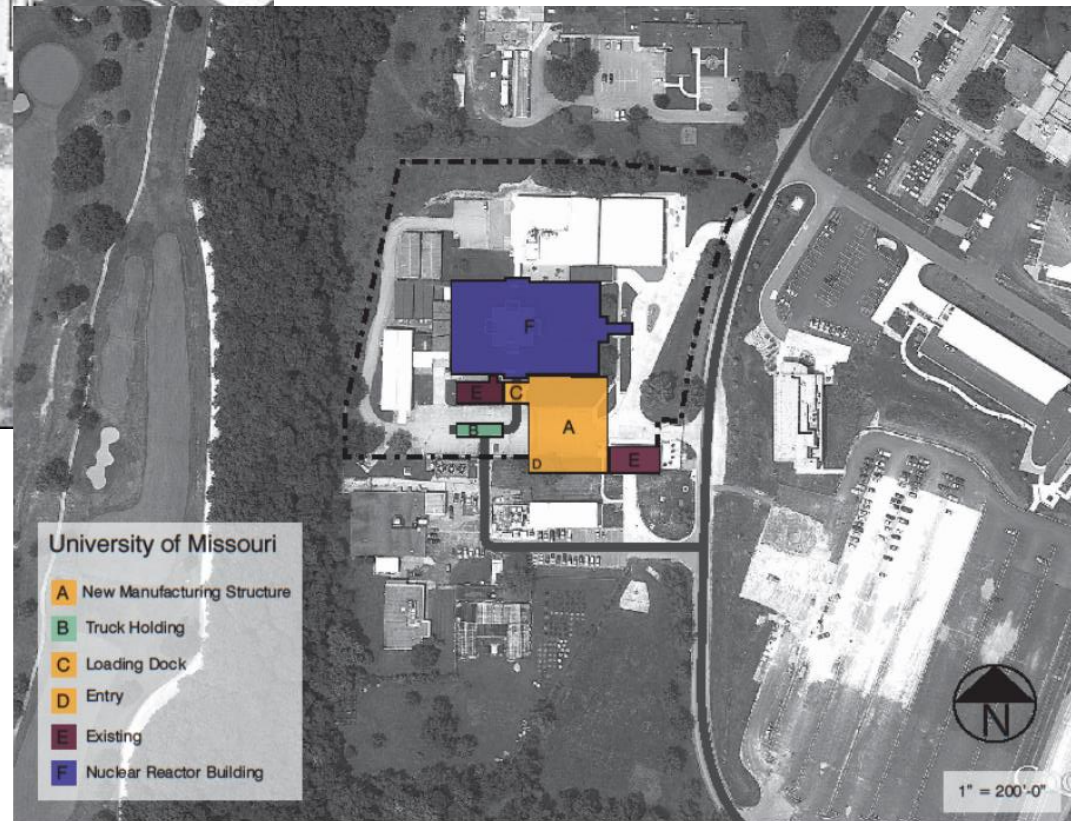 F
E
C
A
B
D
E
University of Missouri
A New Manufacturing Structure
B Truck Holding
C Loading Dock
D Entry
E Existing
F Nuclear Reactor Building
N
1" = 200'-0"